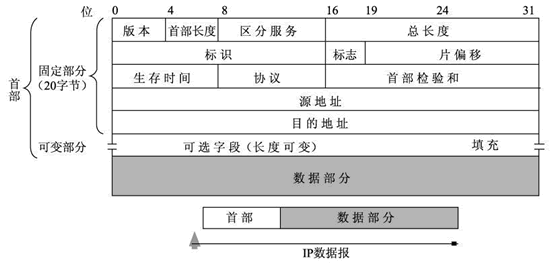 位 0 4 8 16 19 24 31
版本 首部长度 区分服务 总长度
标识 标志 片偏移
生存时间 协议 首部检验和
源地址
目的地址
可选字段(长度可变) 填充
数据部分
首部
固定部分
(20字节)
可变部分
首部 数据部分
IP数据报